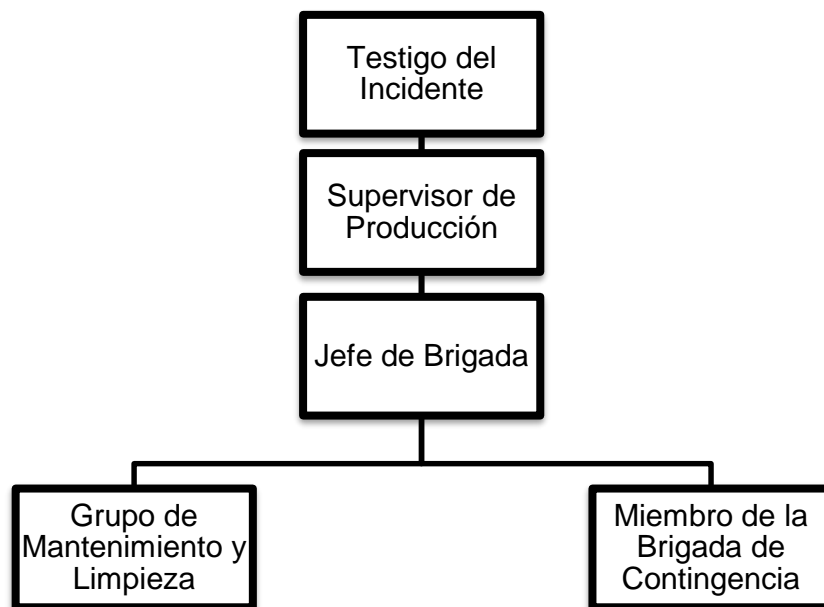 Testigo del
Incidente
Supervisor de
Producción
Jefe de Brigada
Grupo de
Mantenimiento y
Limpieza
Miembro de la
Brigada de
Contingencia